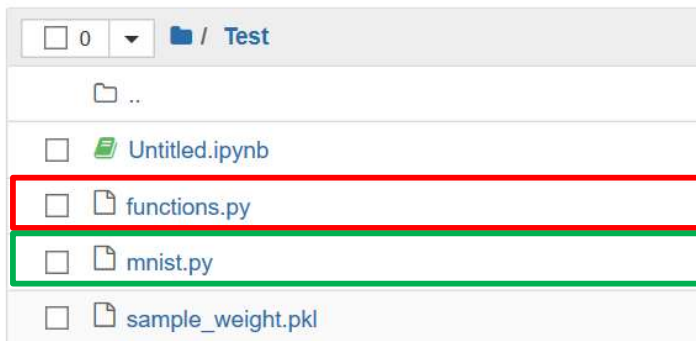 0 / Test
..
Untitled.ipynb
functions.py
mnist.py
sample_weight.pkl